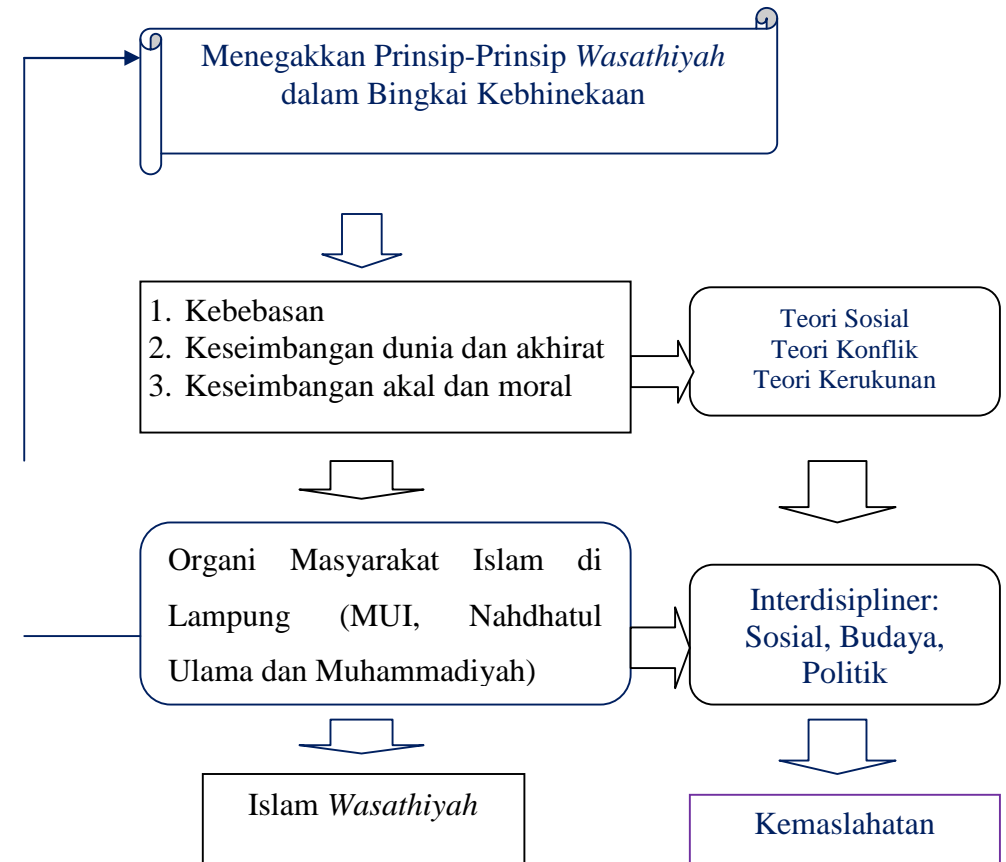 Menegakkan Prinsip-Prinsip Wasathiyah
dalam Bingkai Kebhinekaan
1. Kebebasan
2. Keseimbangan dunia dan akhirat
3. Keseimbangan akal dan moral
Teori Sosial
Teori Konflik
Teori Kerukunan
Organi Masyarakat Islam di
Lampung (MUI, Nahdhatul
Ulama dan Muhammadiyah)
Interdisipliner:
Sosial, Budaya,
Politik
Islam Wasathiyah
Kemaslahatan